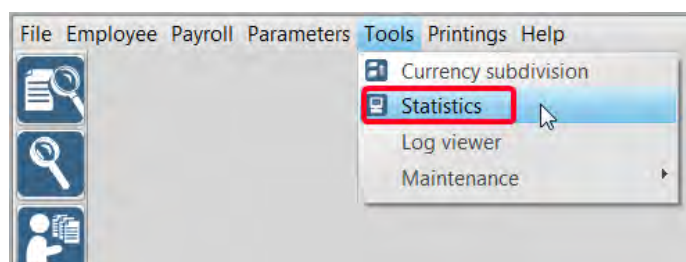 File Employee Payroll Parameters Tools Printings Help
Currency subdivision
Statistics
Log viewer
Maintenance